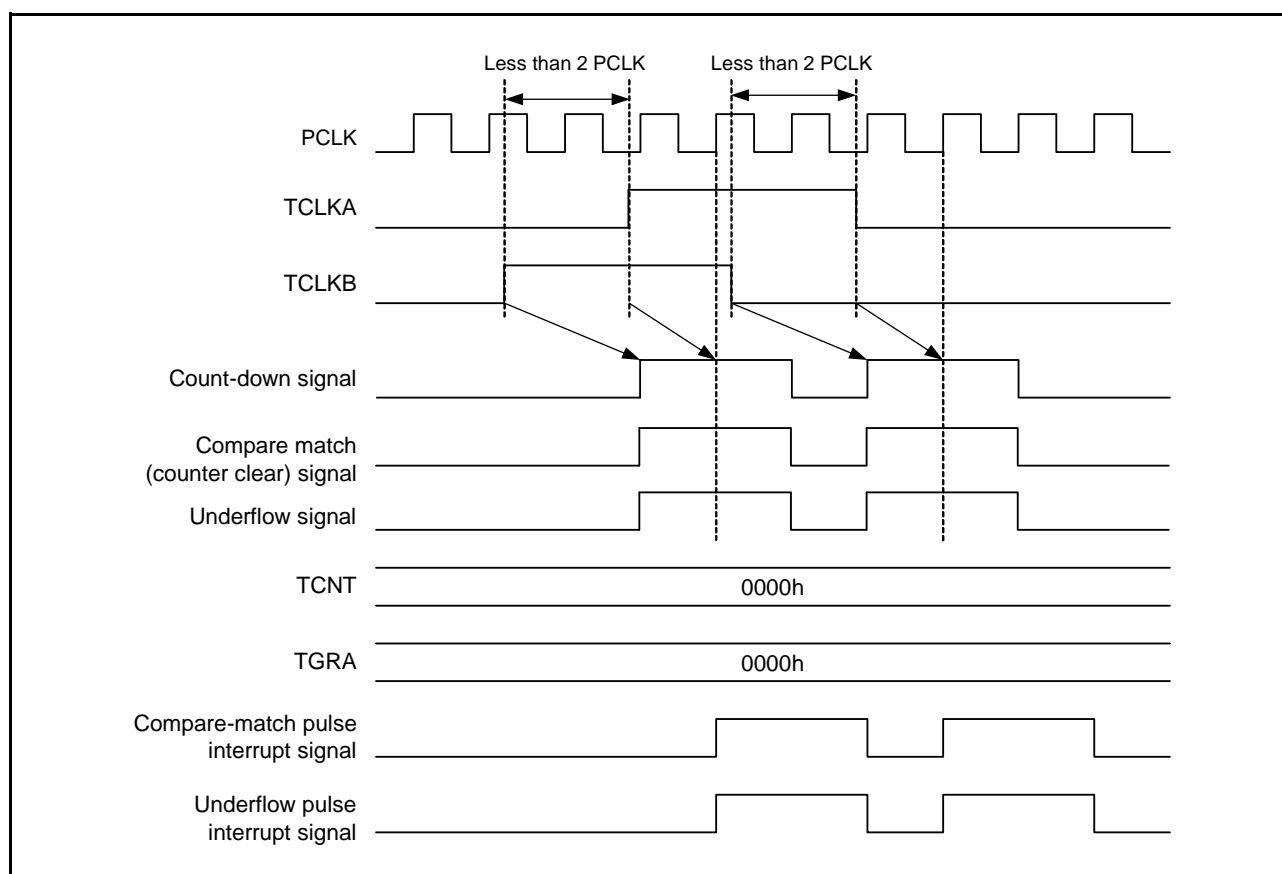 Less than 2 PCLK Less than 2 PCLK
PCLK
TCLKA
TCLKB
Count-down signal
Compare match
(counter clear) signal
Underflow signal
TCNT 0000h
TGRA 0000h
Compare-match pulse
interrupt signal
Underflow pulse
interrupt signal